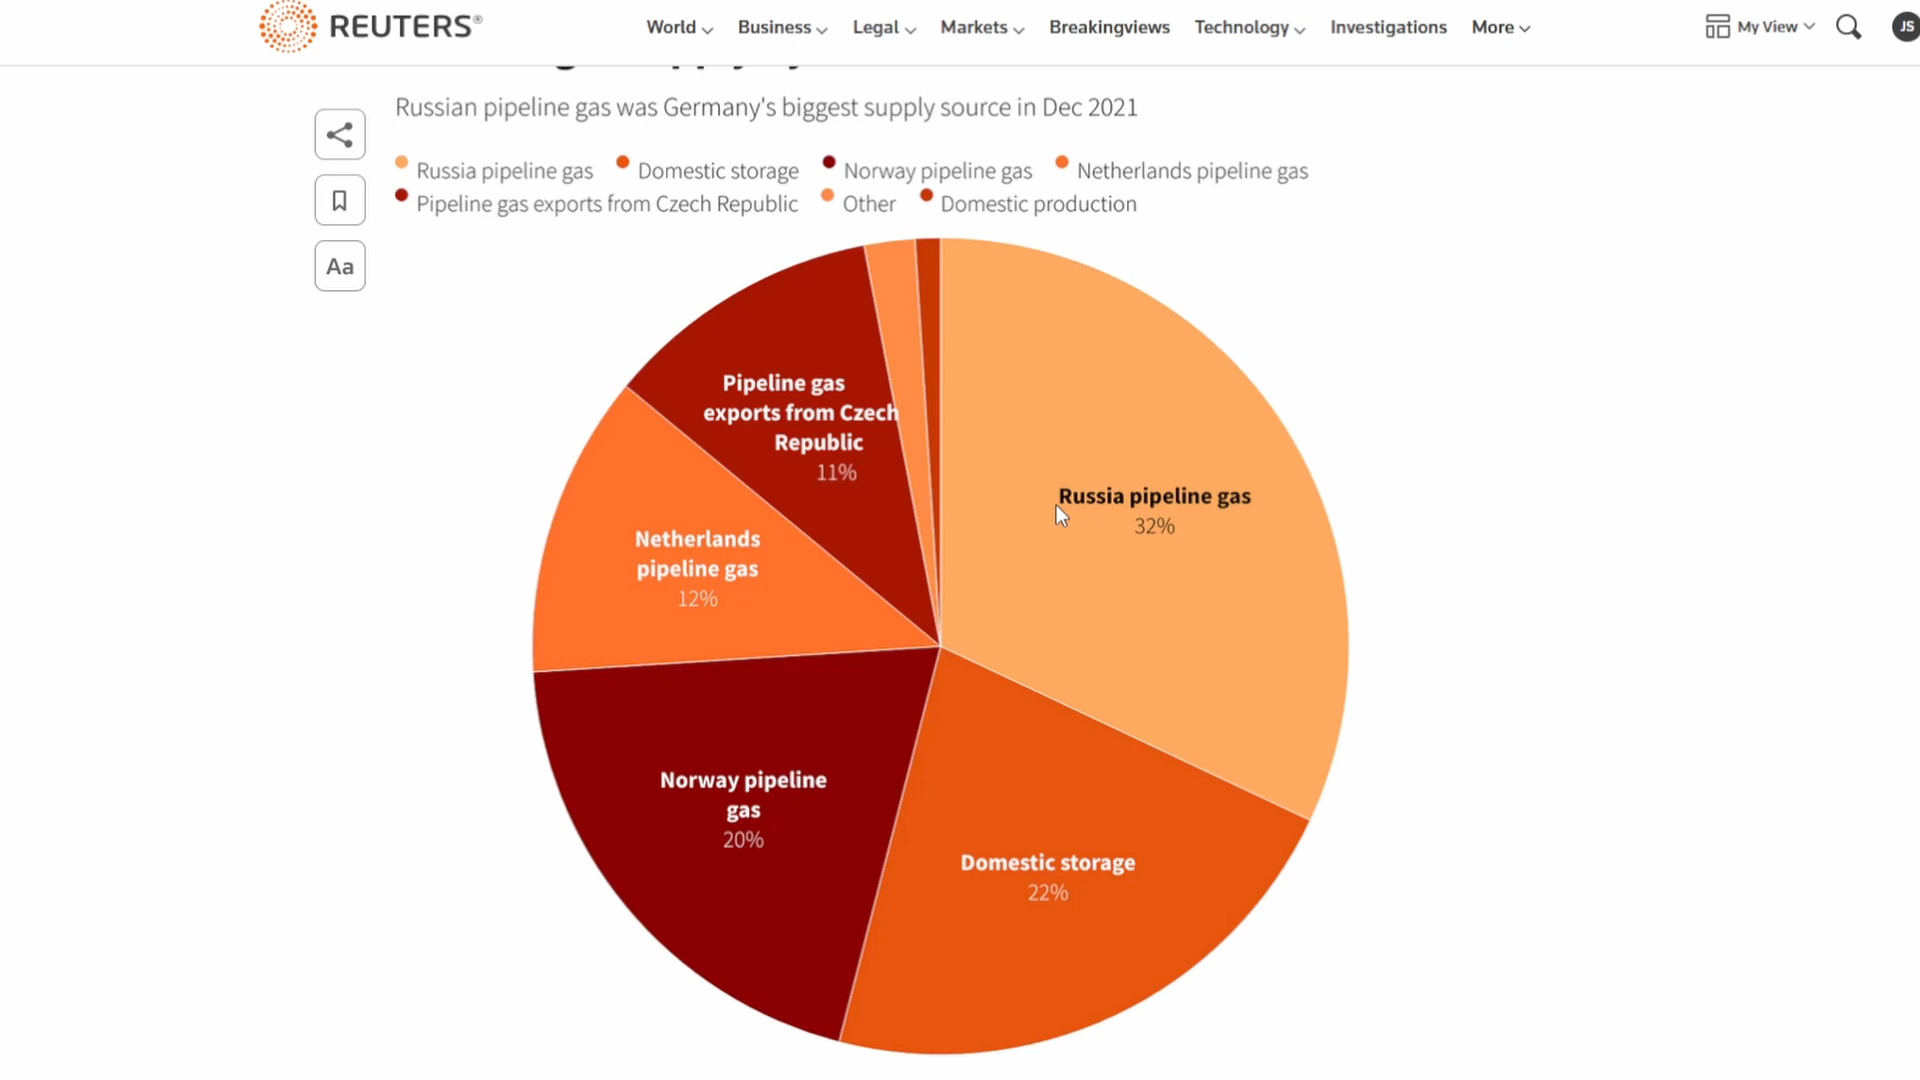 REUTERS®
World
Business
Legal
Markets
Breakingviews
Technology
Investigations
More
My View
JS
Russian pipeline gas was Germany's biggest supply source in Dec 2021
Russia pipeline gas
Domestic storage
Norway pipeline gas
Netherlands pipeline gas
Pipeline gas exports from Czech Republic
Other
Domestic production
Aa
Pipeline gas
exports from Czech
Republic
11%
Russia pipeline gas
32%
Netherlands
pipeline gas
12%
Norway pipeline
gas
20%
Domestic storage
22%